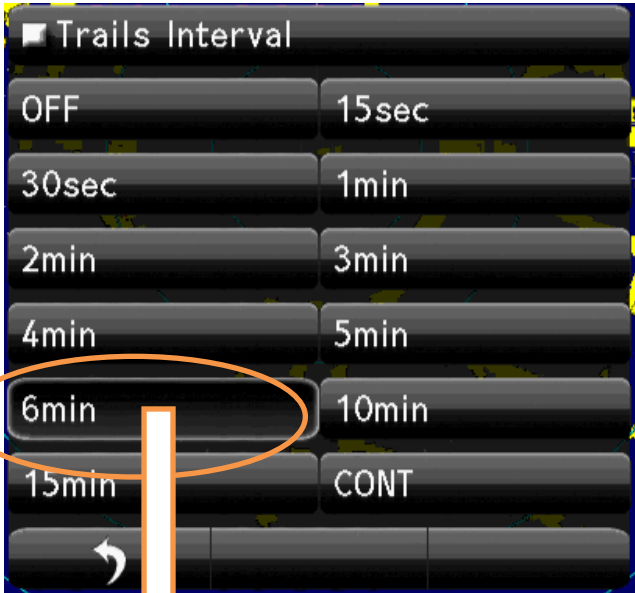 Trails Interval
OFF 15sec
30sec 1min
2min 3min
4min 5min
6min 10min
15min CONT